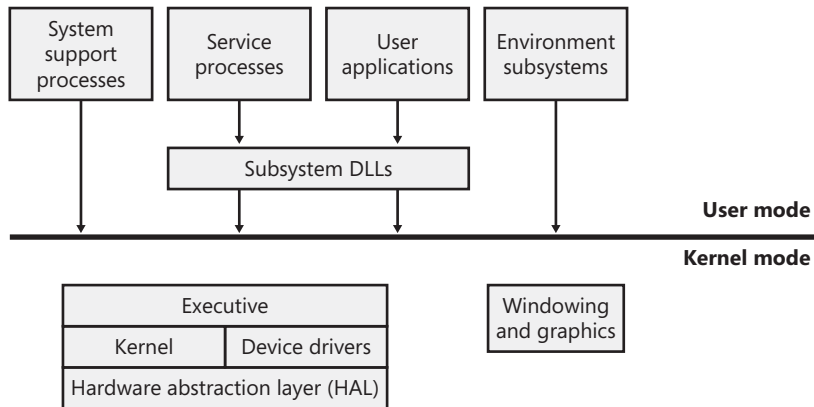 System
support
processes
Service
processes
User
applications
Environment
subsystems
Subsystem DLLs
User mode
Kernel mode
Executive
Kernel
Device drivers
Hardware abstraction layer (HAL)
Windowing
and graphics